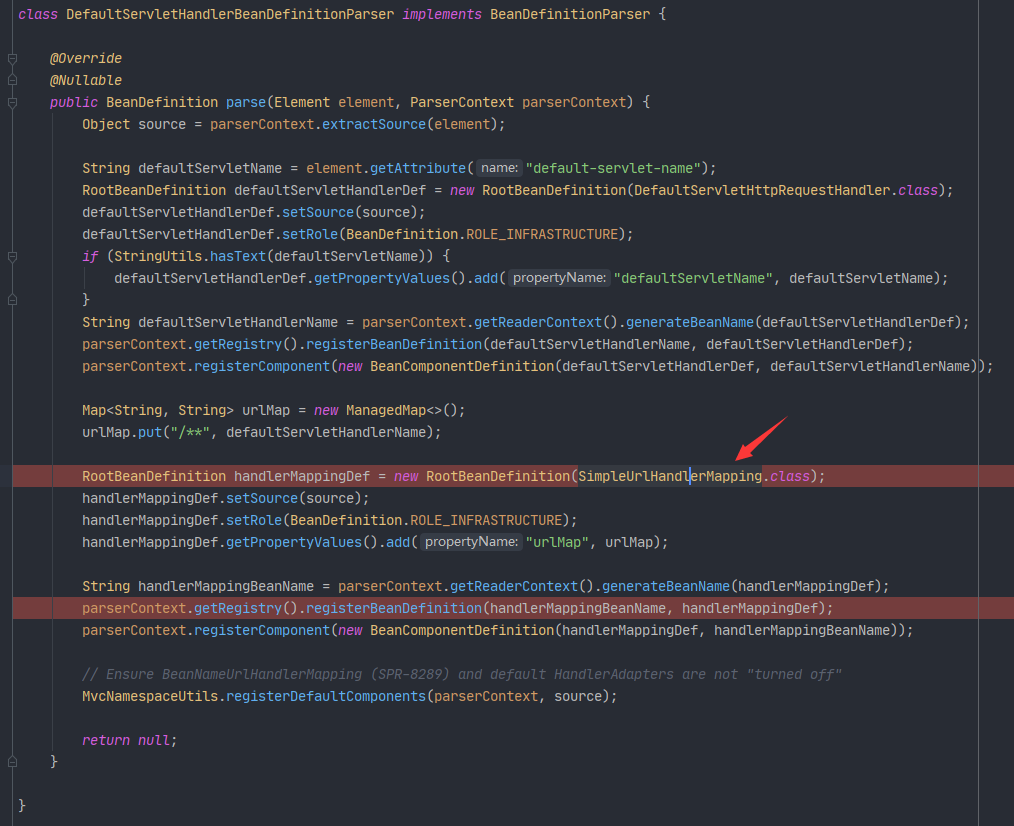 class DefaultServletHandlerBeanDefinitionParser implements BeanDefinitionParser {
@Override
@Nullable
public BeanDefinition parse(Element element, ParserContext parserContext) {
Object source = parserContext.extractSource(element);
String defaultServletName = element.getAttribute( name: "default-servlet-name");
RootBeanDefinition defaultServletHandlerDef = new RootBeanDefinition(DefaultServletHttpRequestHandler.class);
defaultServletHandlerDef.setSource(source);
defaultServletHandlerDef.setRole(BeanDefinition.ROLE_INFRASTRUCTURE);
if (StringUtils.hasText(defaultServletName)) {
defaultServletHandlerDef.getPropertyValues().add( propertyName: "defaultServletName", defaultServletName);
}
String defaultServletHandlerName = parserContext.getReaderContext().generateBeanName(defaultServletHandlerDef);
parserContext.getRegistry().registerBeanDefinition(defaultServletHandlerName, defaultServletHandlerDef);
parserContext.registerComponent(new BeanComponentDefinition(defaultServletHandlerDef, defaultServletHandlerName));
Map<String, String> urlMap = new ManagedMap<>();
urlMap.put("/**", defaultServletHandlerName);
RootBeanDefinition handlerMappingDef = new RootBeanDefinition(SimpleUrlHandlerMapping.class);
handlerMappingDef.setSource(source);
handlerMappingDef.setRole(BeanDefinition.ROLE_INFRASTRUCTURE);
handlerMappingDef.getPropertyValues().add( propertyName: "urlMap", urlMap);
String handlerMappingBeanName = parserContext.getReaderContext().generateBeanName(handlerMappingDef);
parserContext.getRegistry().registerBeanDefinition(handlerMappingBeanName, handlerMappingDef);
parserContext.registerComponent(new BeanComponentDefinition(handlerMappingDef, handlerMappingBeanName));
// Ensure BeanNameUrlHandlerMapping (SPR-8289) and default HandlerAdapters are not "turned off"
MvcNamespaceUtils.registerDefaultComponents(parserContext, source);
return null;
}
}